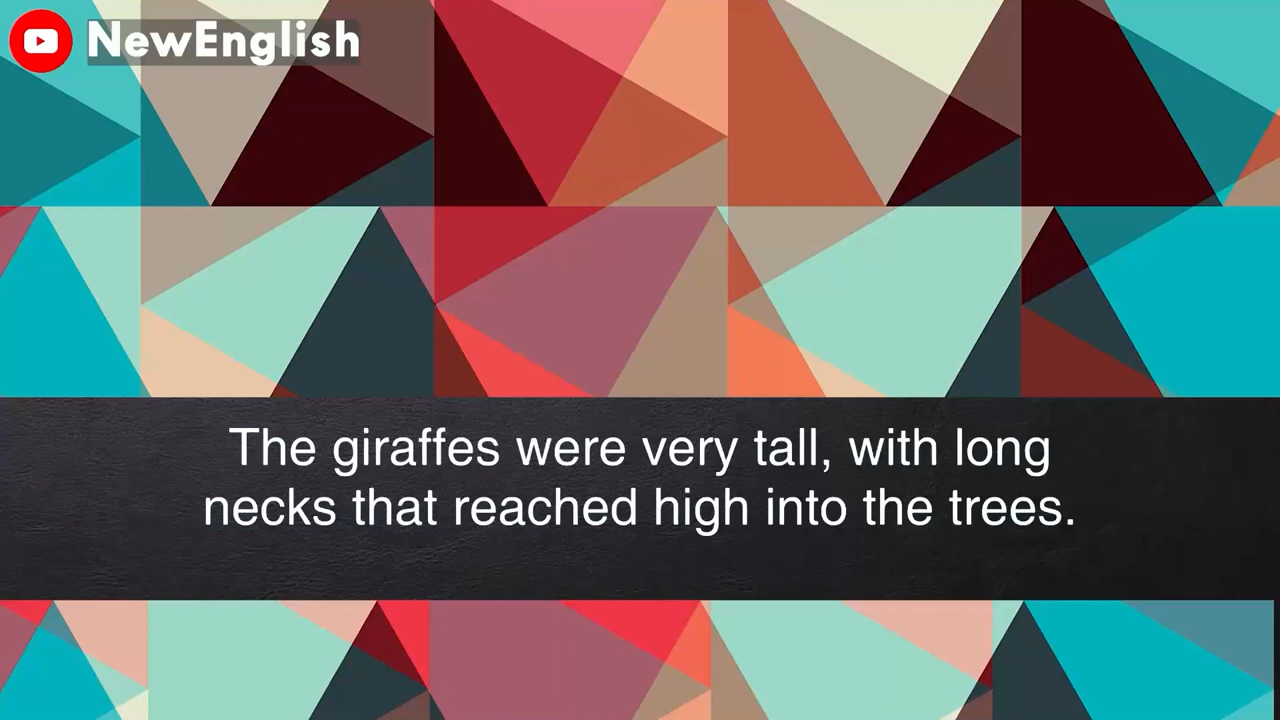 NewEnglish
The giraffes were very tall, with long
necks that reached high into the trees.